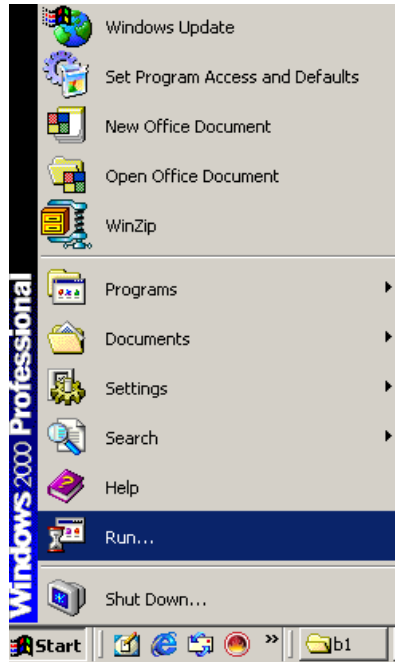 Windows Update
Set Program Access and Defaults
New Office Document
Open Office Document
WinZip
Programs
Documents
Settings
Search
Help
Run...
Shut Down...
Windows 2000 Professional
Start
»
b1